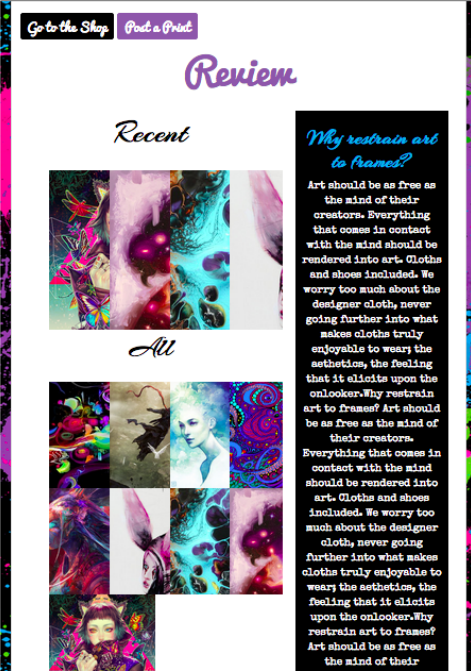 Go to the Shop
Post a Print
Review
Recent
All
Why restrain art
to frames?
Art should be as free as
the mind of their
creators. Everything
that comes in contact
with the mind should be
rendered into art. Cloths
and shoes included. We
worry too much about the
designer cloth, never
going further into what
makes cloths truly
enjoyable to wear; the
aethetics, the feeling
that it elicits upon the
onlooker.Why restrain
art to frames? Art should
be as free as the mind of
their creators.
Everything that comes in
contact with the mind
should be rendered into
art. Cloths and shoes
included. We worry too
much about the designer
cloth, never going
further into what makes
cloths truly enjoyable to
wear; the aethetics, the
feeling that it elicits
upon the onlooker.Why
restrain art to frames?
Art should be as free as
the mind of their